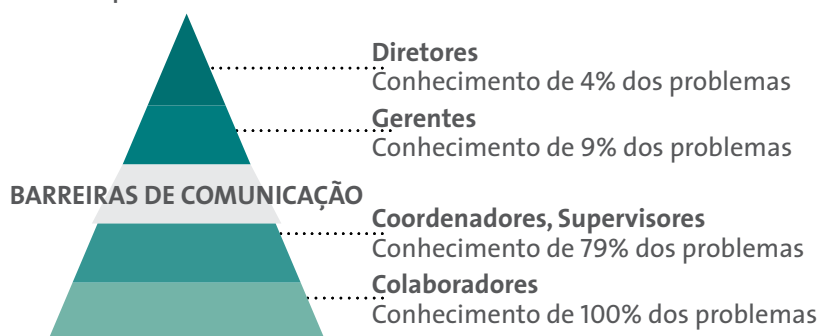 Diretores
Conhecimento de 4% dos problemas
Gerentes
Conhecimento de 9% dos problemas
BARREIRAS DE COMUNICAÇÃO
Coordenadores, Supervisores
Conhecimento de 79% dos problemas
Colaboradores
Conhecimento de 100% dos problemas